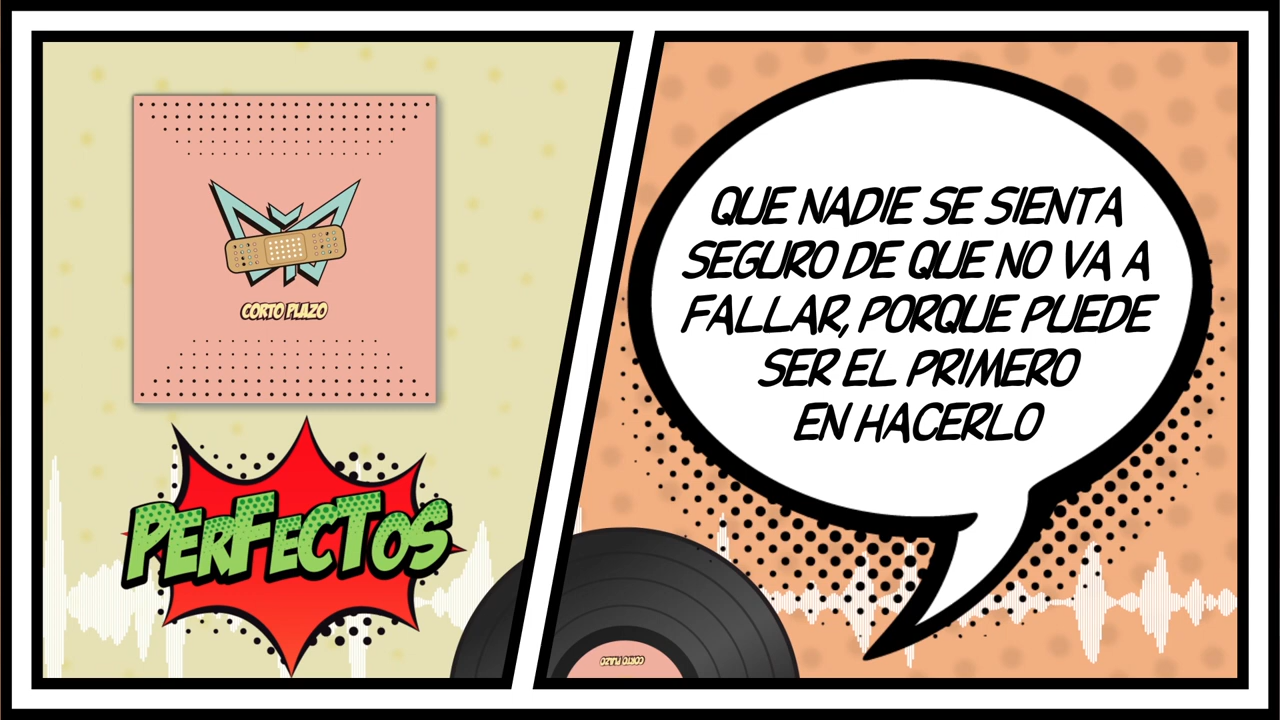 CORTO PLAZO
PERFECTOS
CORTO PLAZO
QUE NADIE SE SIENTA
SEGURO DE QUE NO VA A
FALLAR, PORQUE PUEDE
SER EL PRIMERO
EN HACERLO